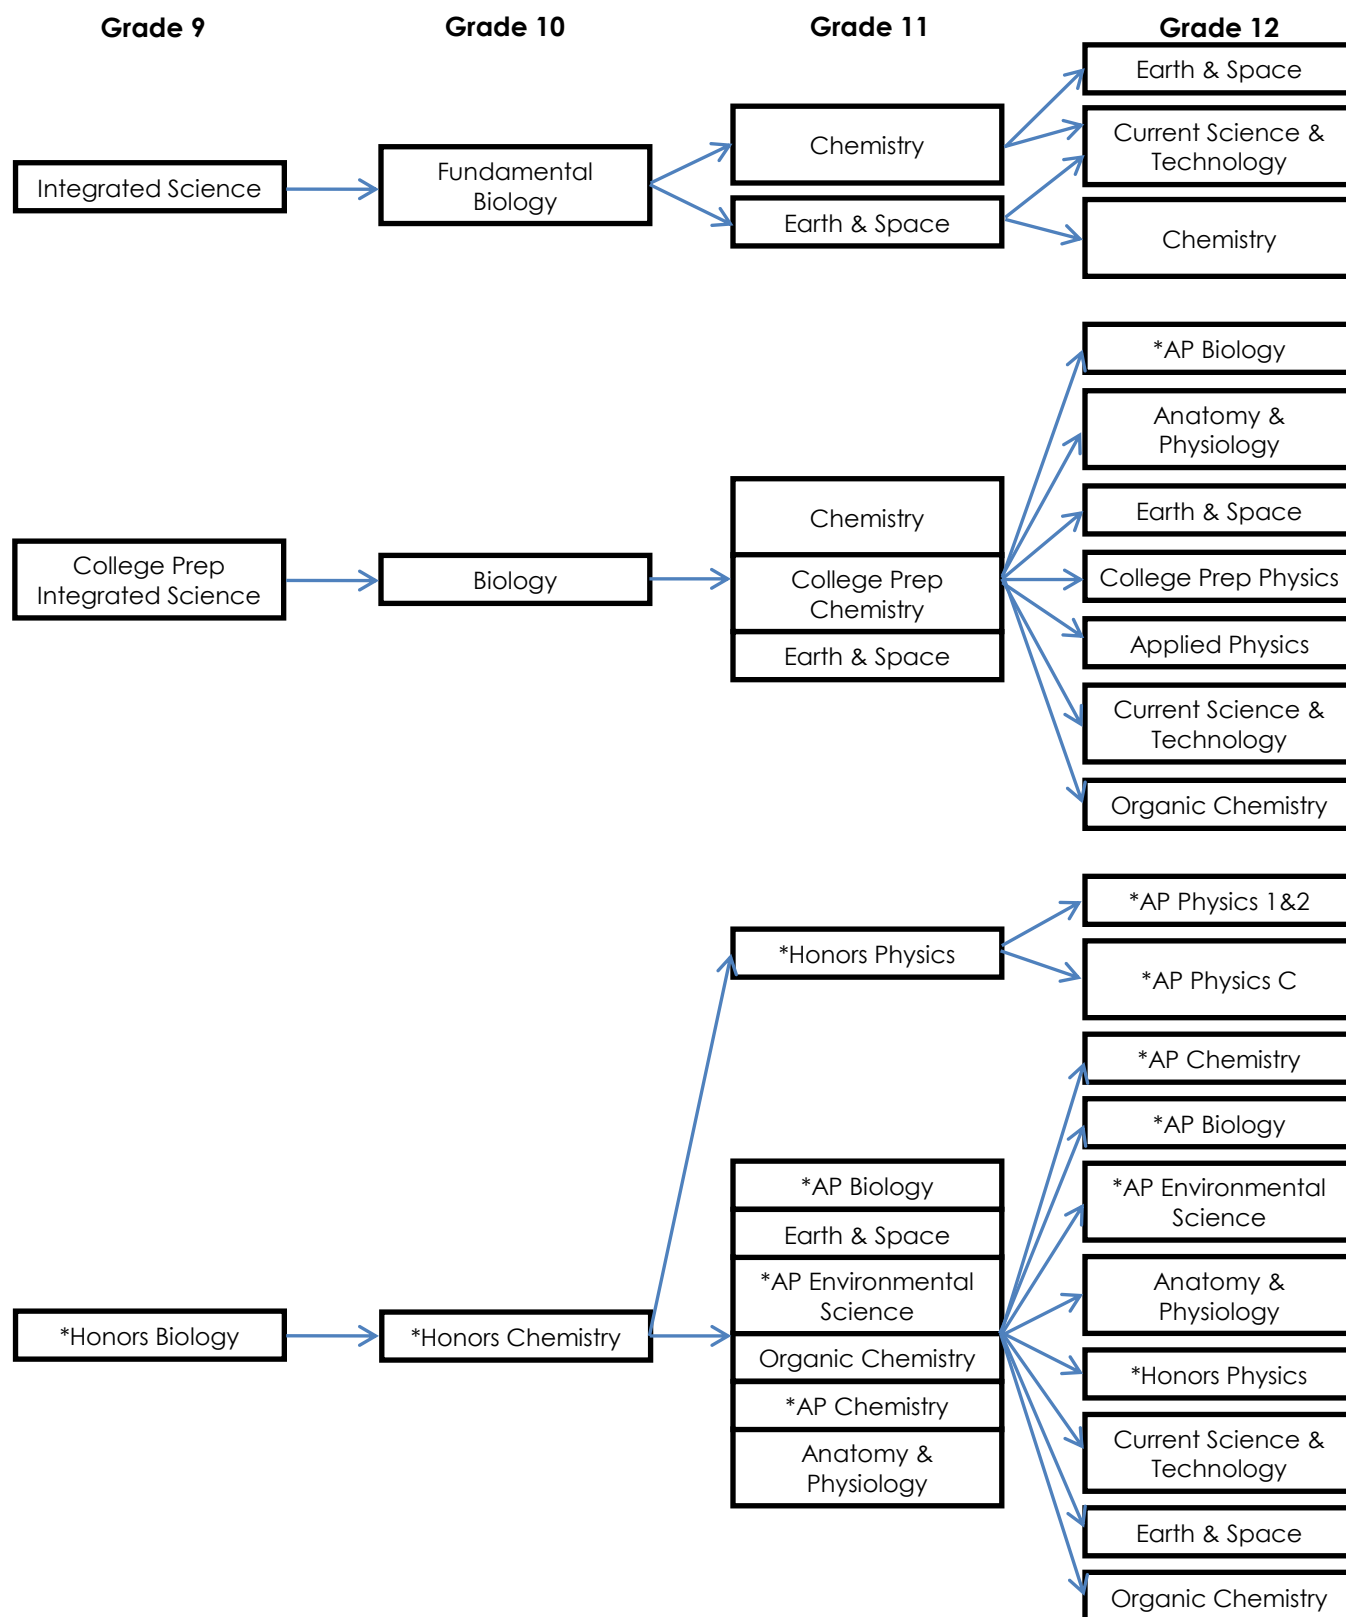 Grade 9
Grade 10
Grade 11
Grade 12
Integrated Science
Fundamental
Biology
Chemistry
Earth & Space
Earth & Space
Current Science &
Technology
Chemistry
College Prep
Integrated Science
Biology
Chemistry
College Prep
Chemistry
Earth & Space
*AP Biology
Anatomy &
Physiology
Earth & Space
College Prep Physics
Applied Physics
Current Science &
Technology
Organic Chemistry
*Honors Biology
*Honors Chemistry
*Honors Physics
*AP Physics 1&2
*AP Physics C
*AP Biology
Earth & Space
*AP Environmental
Science
Organic Chemistry
*AP Chemistry
Anatomy &
Physiology
*AP Chemistry
*AP Biology
*AP Environmental
Science
Anatomy &
Physiology
*Honors Physics
Current Science &
Technology
Earth & Space
Organic Chemistry